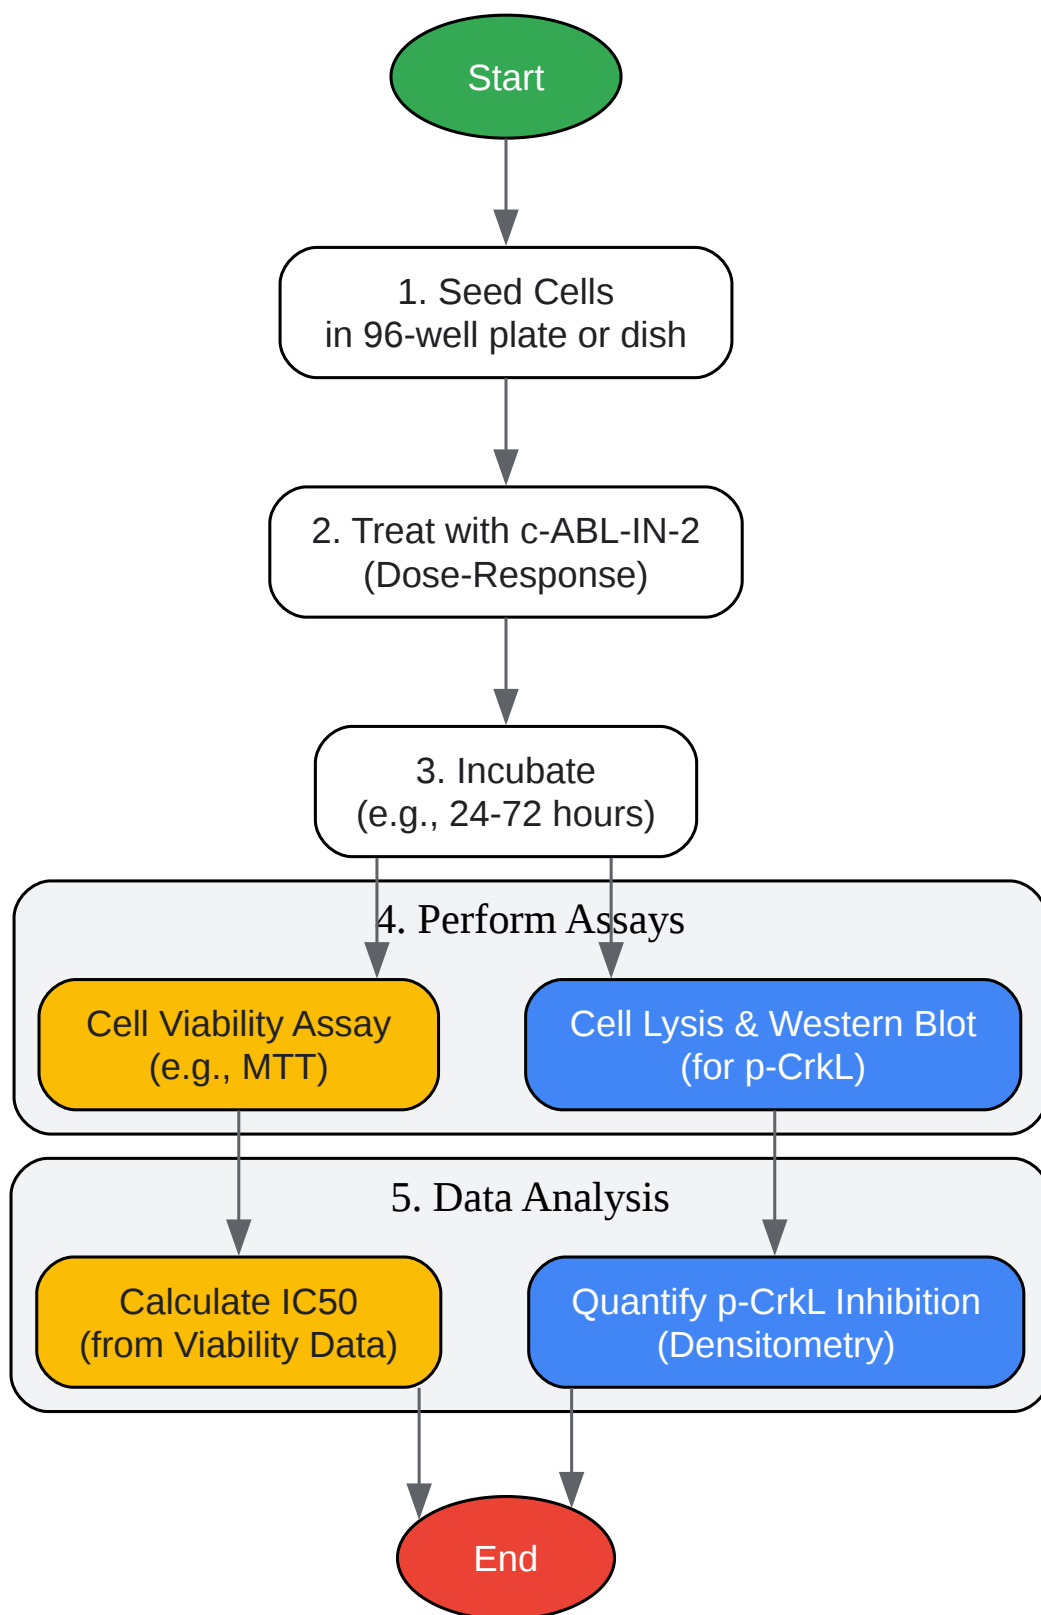 Start
1. Seed Cells
in 96-well plate or dish
2. Treat with c-ABL-IN-2
(Dose-Response)
3. Incubate
(e.g., 24-72 hours)
4. Perform Assays
Cell Viability Assay
(e.g., MTT)
Cell Lysis & Western Blot
(for p-CrkL)
5. Data Analysis
Calculate IC50
(from Viability Data)
Quantify p-CrkL Inhibition
(Densitometry)
End